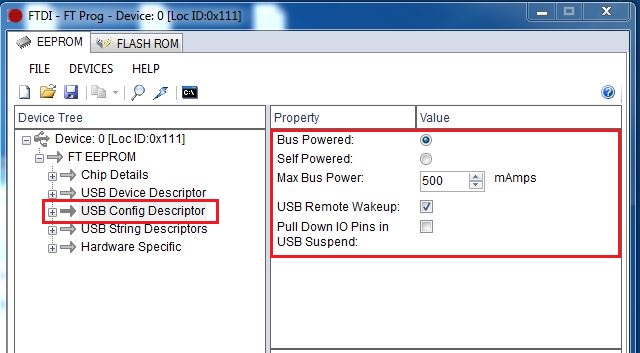 FTDI - FT Prog - Device: 0 [Loc ID:0x111]
EEPROM FLASH ROM
FILE DEVICES HELP
C:\
Device Tree Property Value
Device: 0 [Loc ID:0x111]
FT EEPROM
Chip Details
USB Device Descriptor
USB Config Descriptor
USB String Descriptors
Hardware Specific
Bus Powered:
Self Powered:
Max Bus Power: 500 mAmps
USB Remote Wakeup:
Pull Down IO Pins in
USB Suspend: